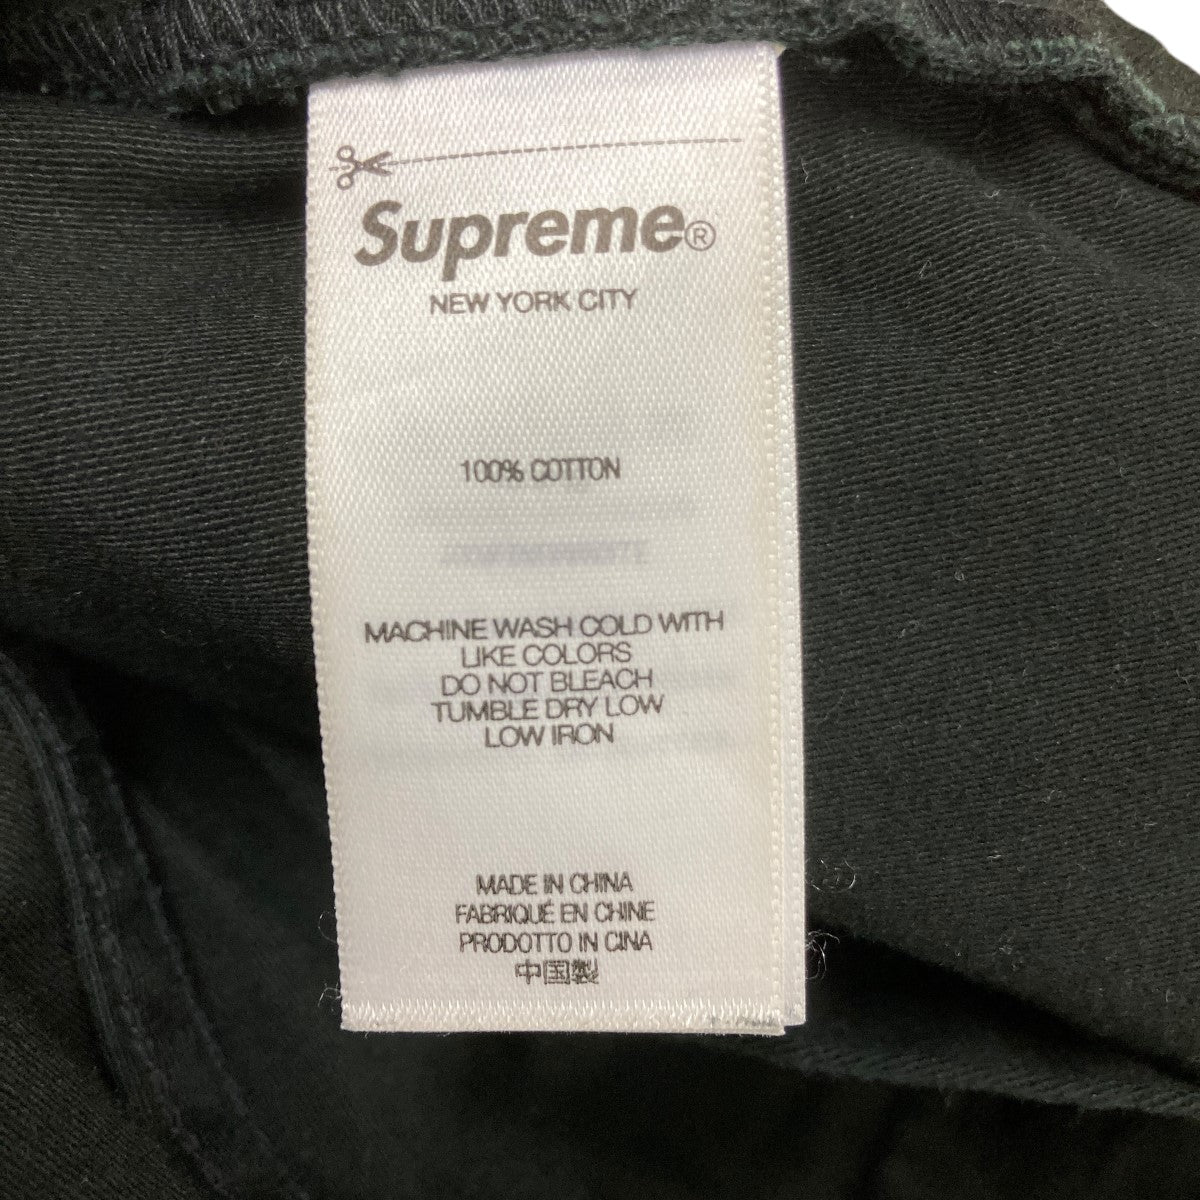 Supreme®
NEW YORK CITY
100% COTTON
MACHINE WASH COLD WITH
LIKE COLORS
DO NOT BLEACH
TUMBLE DRY LOW
LOW IRON
MADE IN CHINA
FABRIQUÉ EN CHINE
PRODOTTO IN CINA
中国製